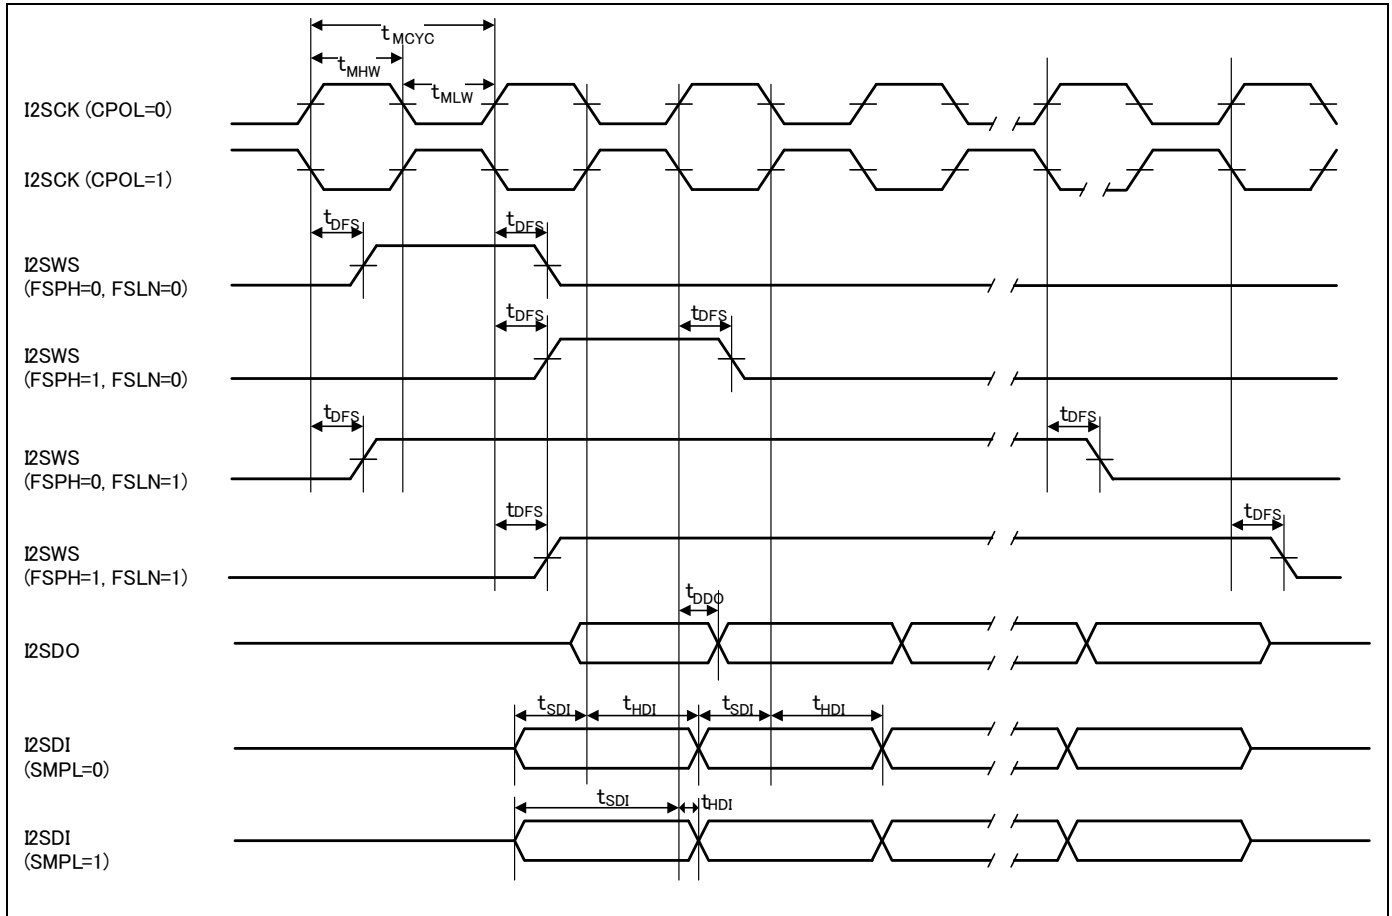 tMCYC
tMHW
tMLW
I2SCK (CPOL=0)
I2SCK (CPOL=1)
tDFS
tDFS
I2SWS
(FSPH=0, FSLN=0)
tDFS
tDFS
I2SWS
(FSPH=1, FSLN=0)
tDFS
tDFS
I2SWS
(FSPH=0, FSLN=1)
tDFS
tDFS
I2SWS
(FSPH=1, FSLN=1)
tDDO
I2SDO
tSDI
tHDI
tSDI
tHDI
I2SDI
(SMPL=0)
tSDI
tHDI
I2SDI
(SMPL=1)